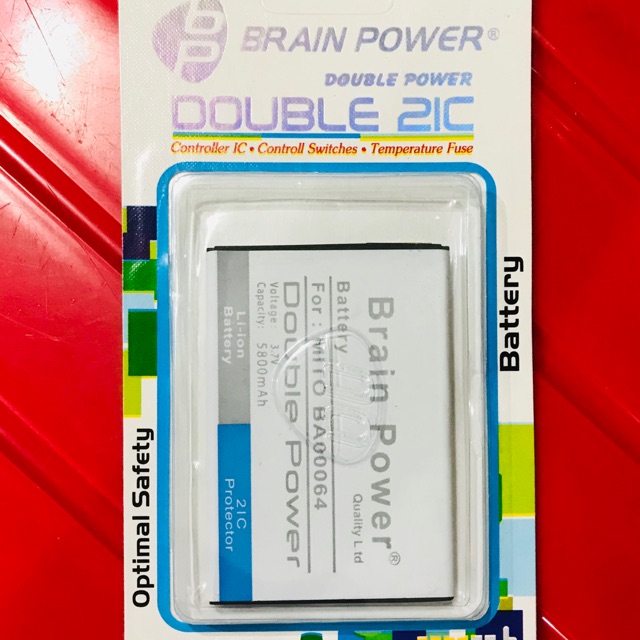 BP
BRAIN POWER®
DOUBLE POWER
DOUBLE 2IC
Controller IC • Controll Switches • Temperature Fuse
Brain Power®
Quality L.td
Battery
For : MITO BA00064
Double Power
Voltage: 3.7V
Capacity: 5800mAh
Li-ion
Battery
2IC
Protector
Battery
Optimal Safety